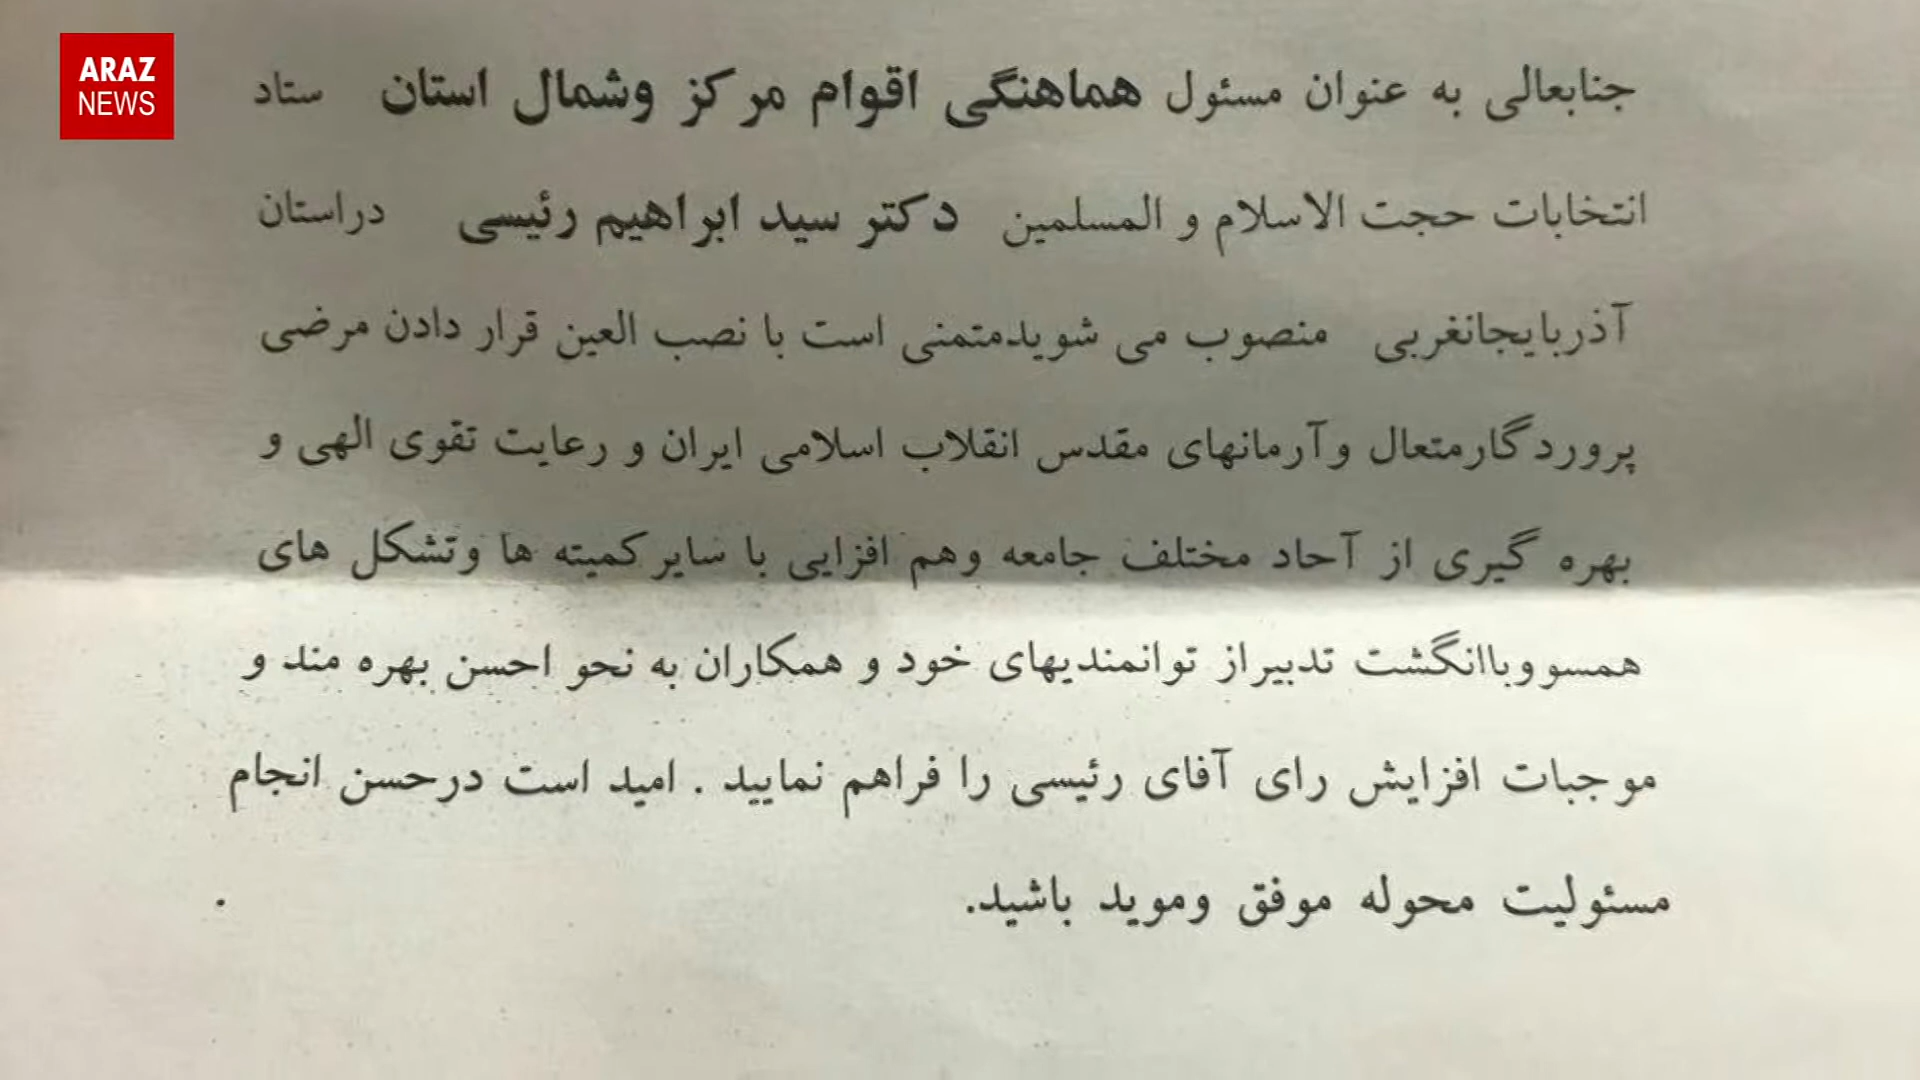 ARAZ
NEWS
جنابعالی به عنوان مسئول هماهنگی اقوام مرکز وشمال استان ستاد
انتخابات حجت الاسلام و المسلمین دکتر سید ابراهیم رئیسی دراستان
آذربایجانغربی منصوب می شویدمتمنی است با نصب العین قرار دادن مرضی
پروردگارمتعال وآرمانهای مقدس انقلاب اسلامی ایران و رعایت تقوی الهی و
بهره گیری از آحاد مختلف جامعه وهم افزایی با سایر کمیته ها وتشکل های
همسو وباانگشت تدبیراز توانمندیهای خود و همکاران به نحو احسن بهره مند و
موجبات افزایش رای آقای رئیسی را فراهم نمایید . امید است درحسن انجام
مسئولیت محوله موفق وموید باشید.